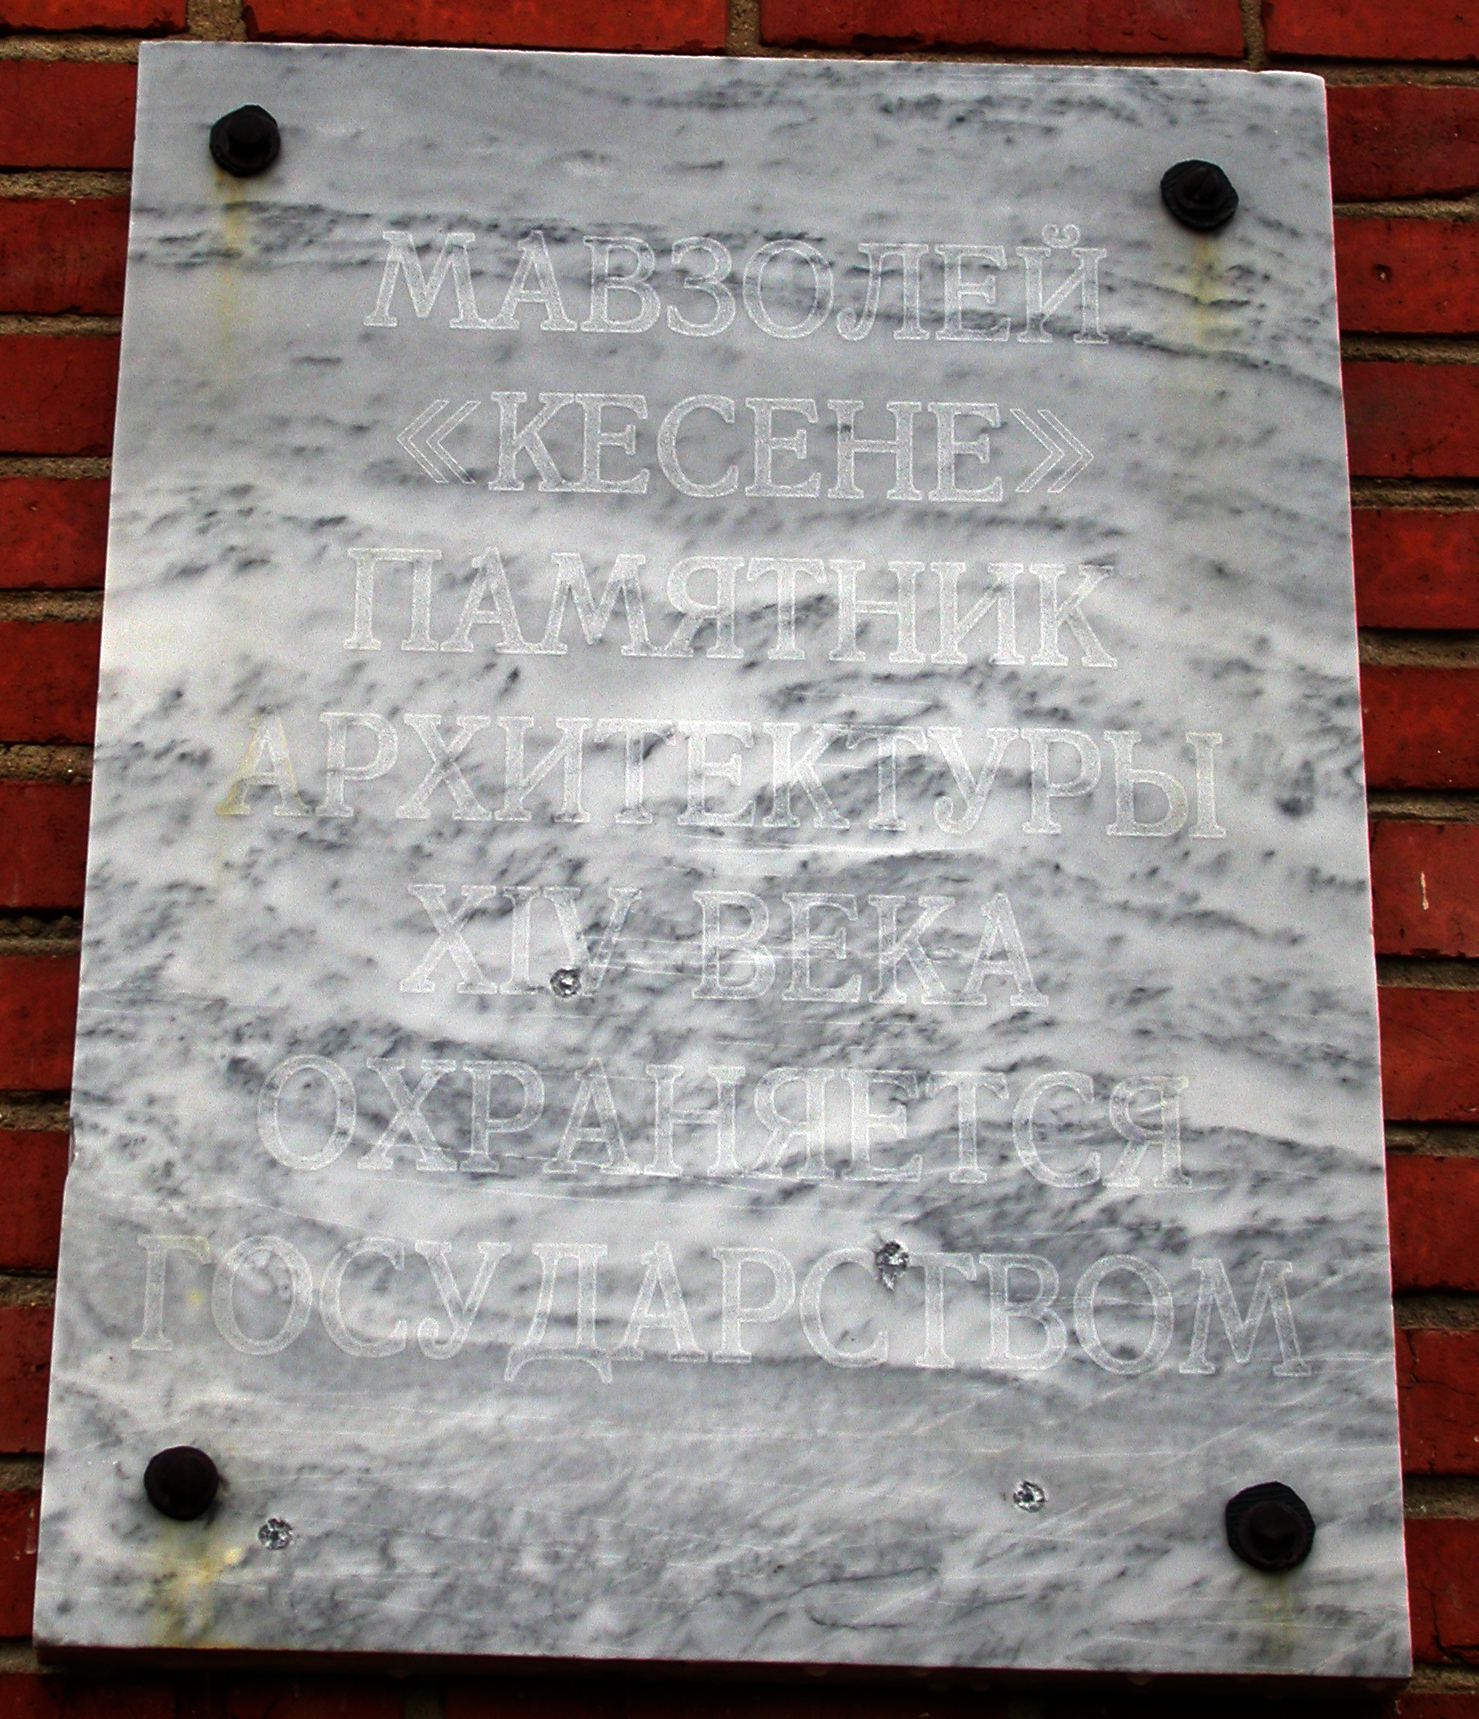 МАВЗОЛЕЙ
«КЕСЕНЕ»
ПАМЯТНИК
АРХИТЕКТУРЫ
XIV ВЕКА
ОХРАНЯЕТСЯ
ГОСУДАРСТВОМ